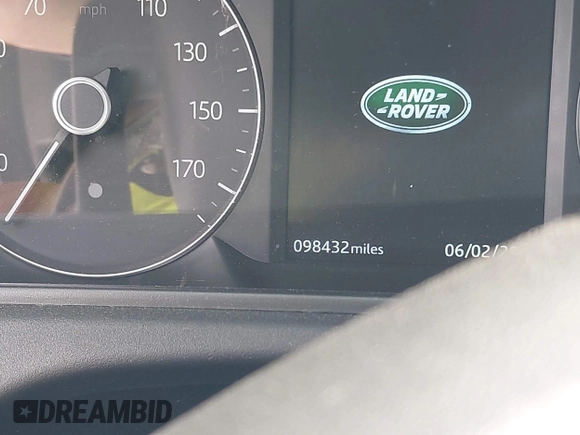 70
mph
110
130
150
170
LAND
ROVER
098432miles
06/02/
DREAMBID